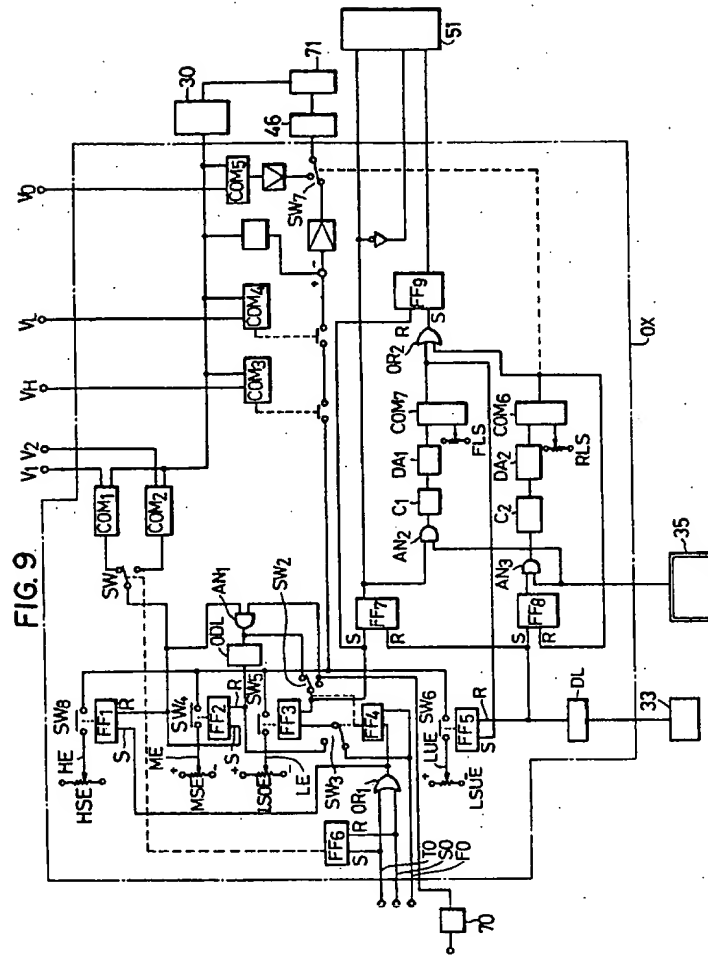 FIG. 9
V1
V2
VH
VL
VD
30
71
46
51
COM1
COM2
COM3
COM4
COM5
SW
SW7
SW8
HE
HSE
FF1
S
R
SW4
ME
MSE
FF2
S
R
SW5
LE
LSOE
FF3
AN1
ODL
SW2
SW3
FF4
OR1
SW6
LUE
LSUE
FF5
S
R
FF6
S
R
TO
SO
FO
70
FF7
S
R
FF8
S
R
AN2
AN3
C1
C2
DA1
DA2
COM7
COM6
FLS
RLS
OR2
FF9
R
S
DL
33
35
OX
+
-
+
-
+
-
+
-